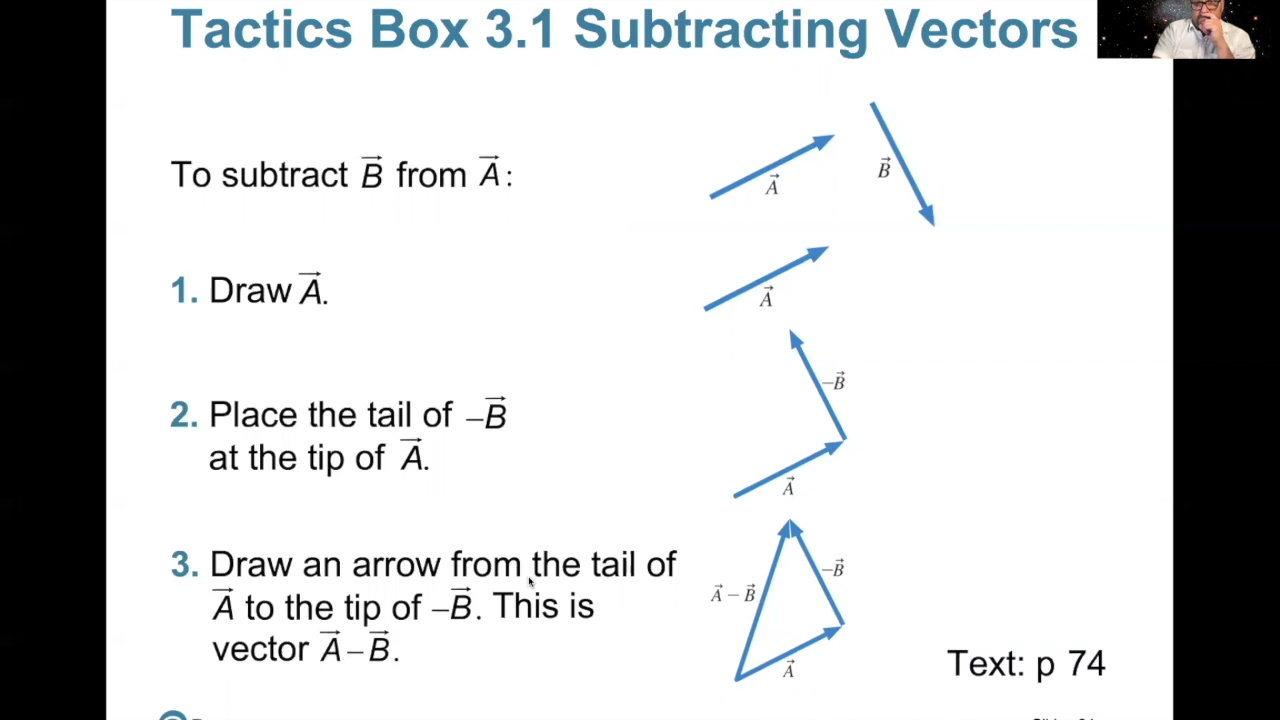 Tactics Box 3.1 Subtracting Vectors
To subtract B⃗ from A⃗:
A⃗
B⃗
1. Draw A⃗.
A⃗
2. Place the tail of –B⃗
at the tip of A⃗.
–B⃗
A⃗
3. Draw an arrow from the tail of
A⃗ to the tip of –B⃗. This is
vector A⃗–B⃗.
–B⃗
A⃗ – B⃗
A⃗
Text: p 74